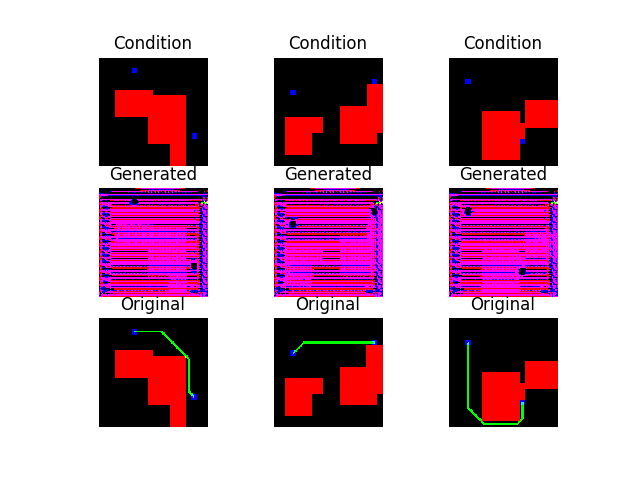 Condition Condition Condition
Generated Generated Generated
Original Original Original